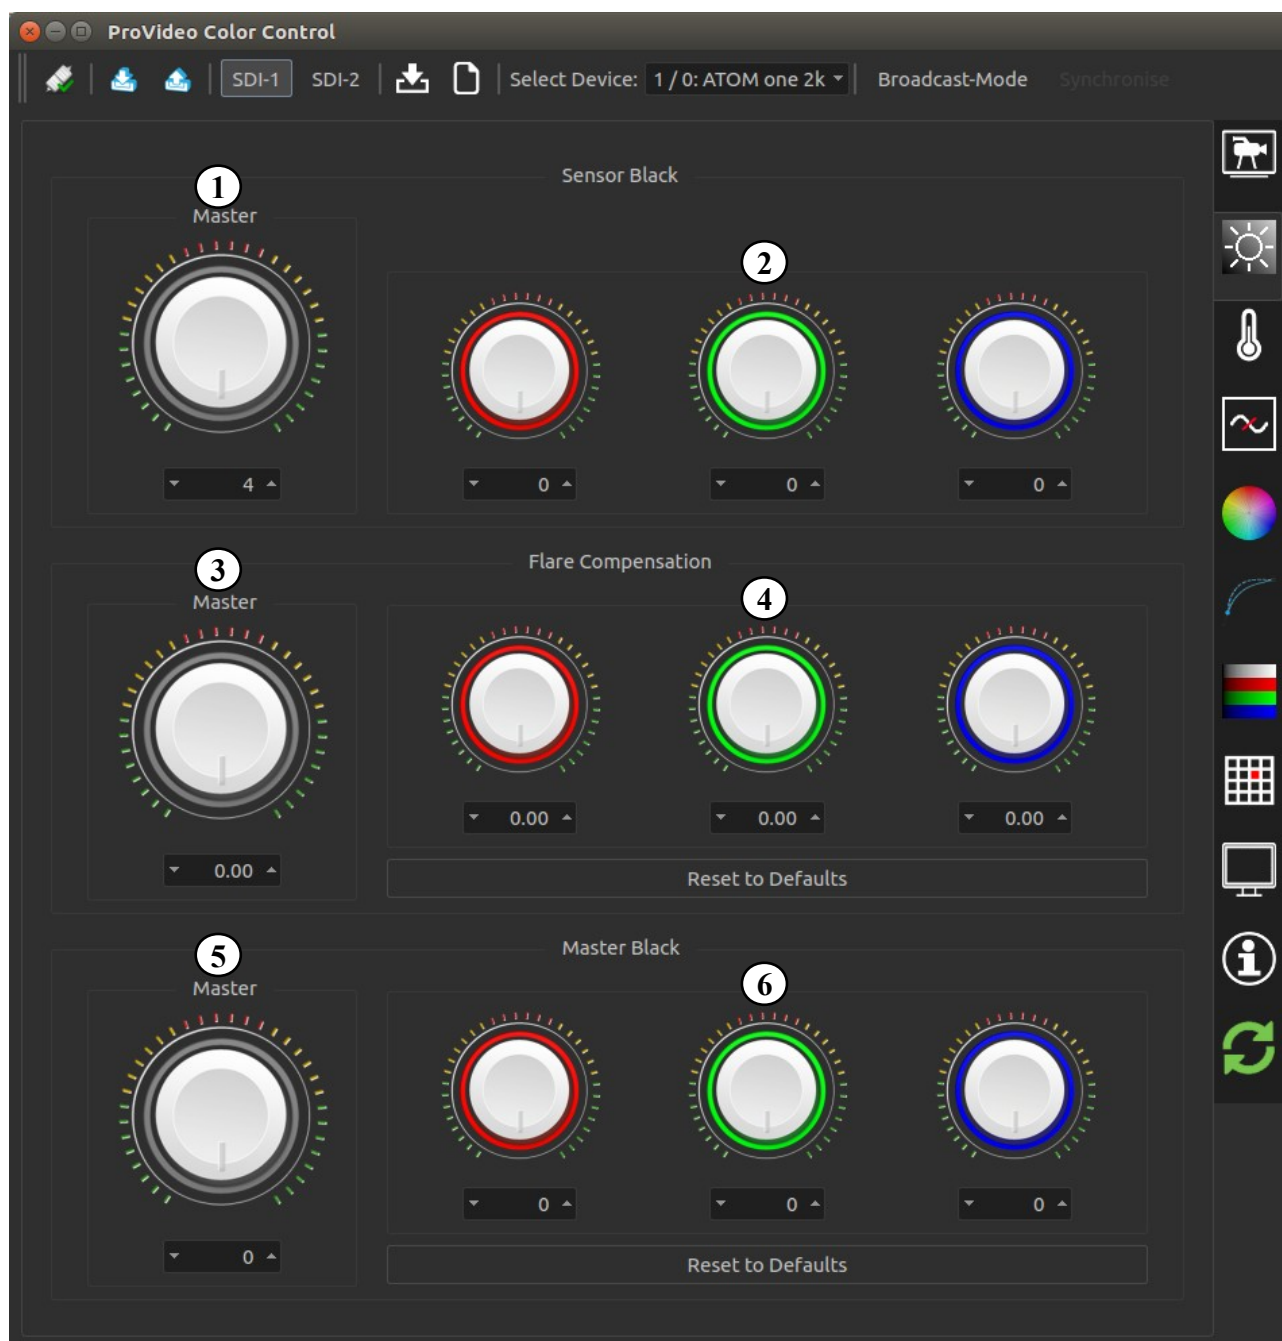 ProVideo Color Control
SDI-1 SDI-2 Select Device: 1 / 0: ATOM one 2k Broadcast-Mode Synchronise
Sensor Black
1
Master
2
4 0 0 0
Flare Compensation
3
Master
4
0.00 0.00 0.00
0.00
Reset to Defaults
Master Black
5
Master
6
0 0 0
0
Reset to Defaults